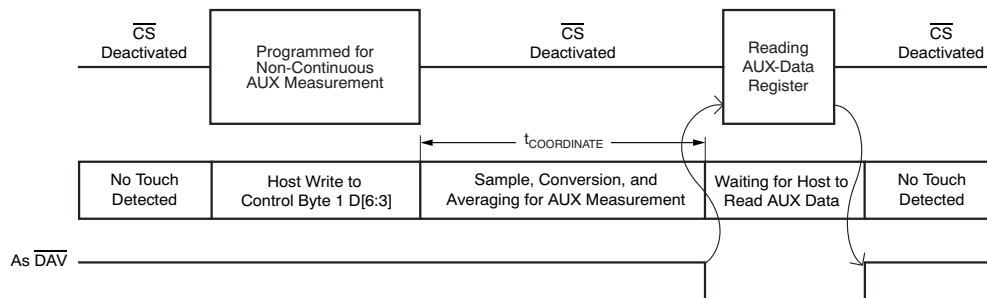 CS
Deactivated
Programmed for
Non-Continuous
AUX Measurement
CS
Deactivated
Reading
AUX-Data
Register
CS
Deactivated
tCOORDINATE
No Touch
Detected
Host Write to
Control Byte 1 D[6:3]
Sample, Conversion, and
Averaging for AUX Measurement
Waiting for Host to
Read AUX Data
No Touch
Detected
As DAV